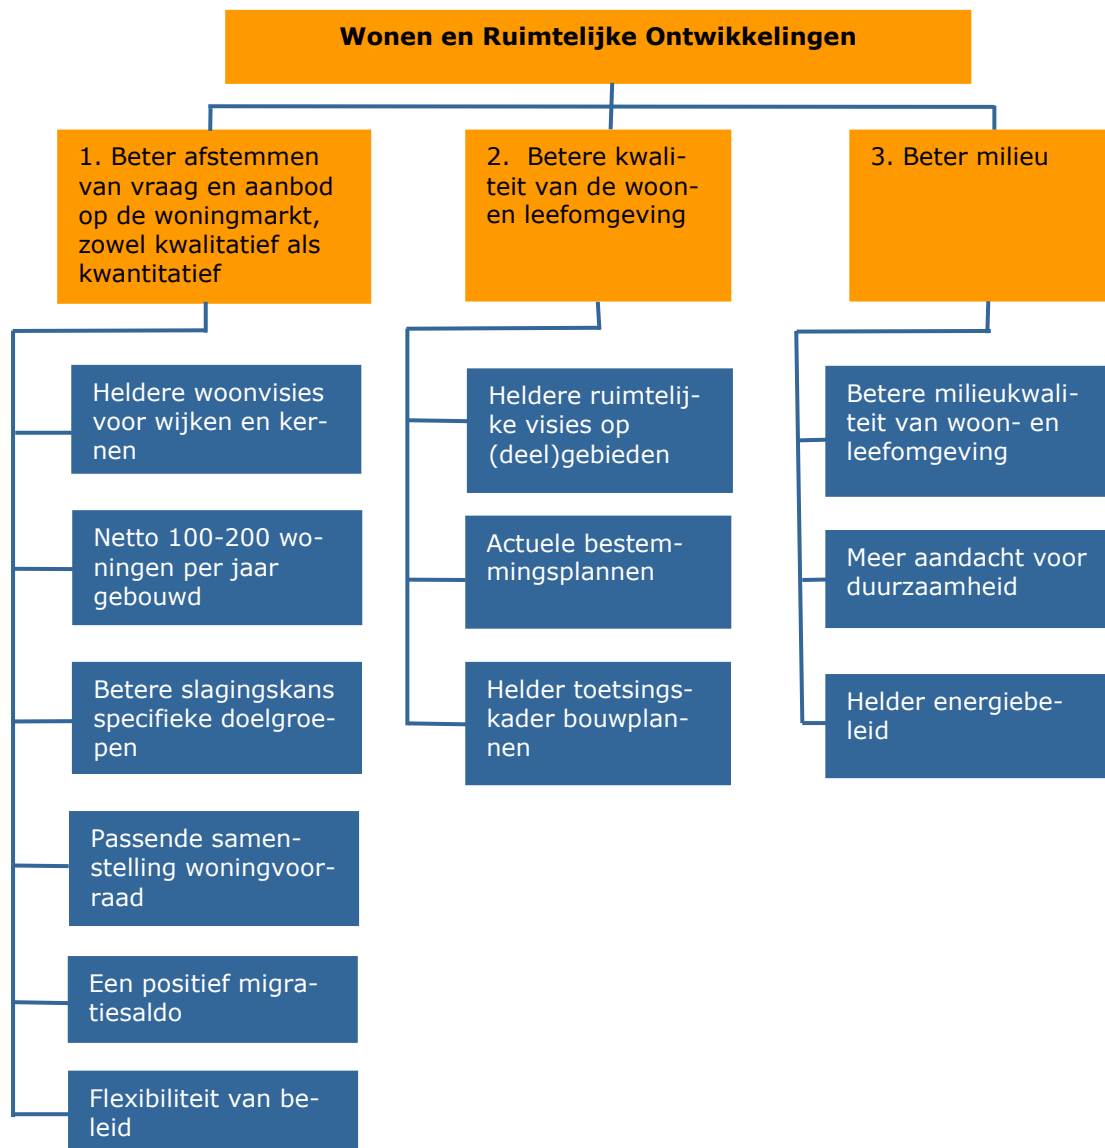 Wonen en Ruimtelijke Ontwikkelingen
1. Beter afstemmen
van vraag en aanbod
op de woningmarkt,
zowel kwalitatief als
kwantitatief
2. Betere kwali-
teit van de woon-
en leefomgeving
3. Beter milieu
Heldere woonvisies
voor wijken en ker-
nen
Netto 100-200 wo-
ningen per jaar
gebouwd
Betere slagingskans
specifieke doelgroe-
pen
Passende samen-
stelling woningvoor-
raad
Een positief migra-
tiesaldo
Flexibiliteit van be-
leid
Heldere ruimtelij-
ke visies op
(deel)gebieden
Actuele bestem-
mingsplannen
Helder toetsings-
kader bouwplan-
nen
Betere milieukwali-
teit van woon- en
leefomgeving
Meer aandacht voor
duurzaamheid
Helder energiebe-
leid